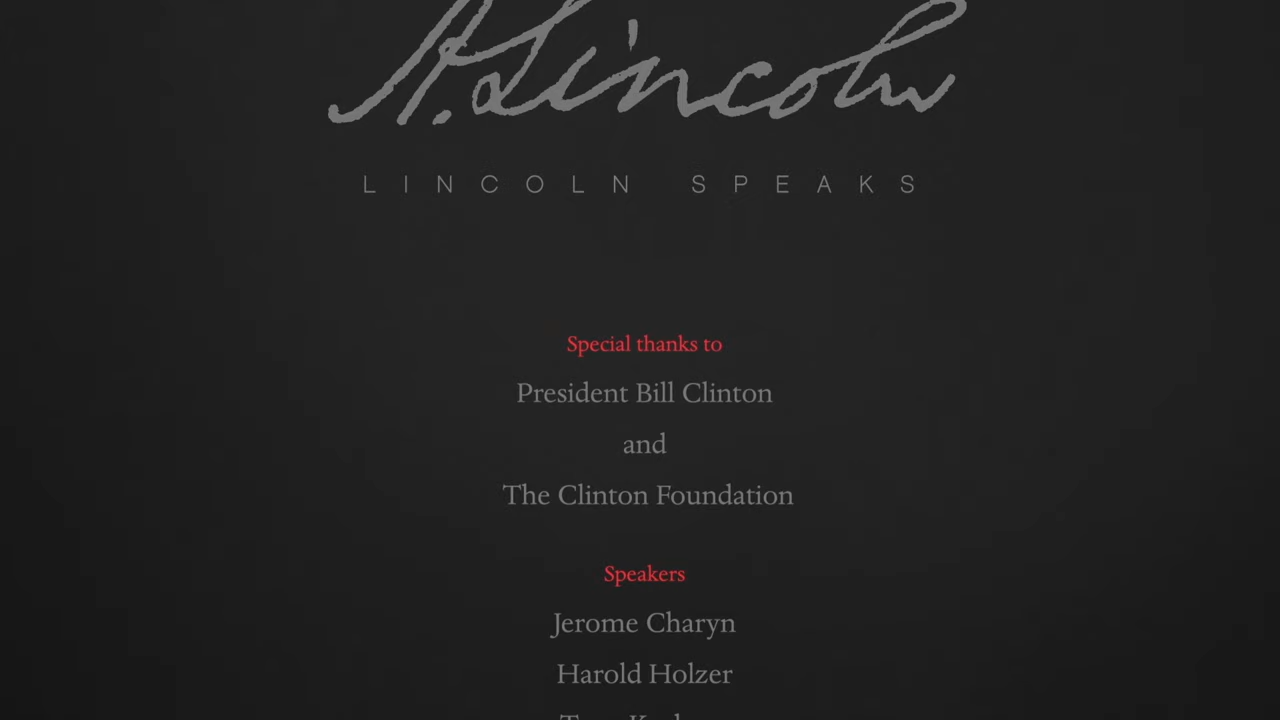 A. Lincoln
LINCOLN SPEAKS
Special thanks to
President Bill Clinton
and
The Clinton Foundation
Speakers
Jerome Charyn
Harold Holzer